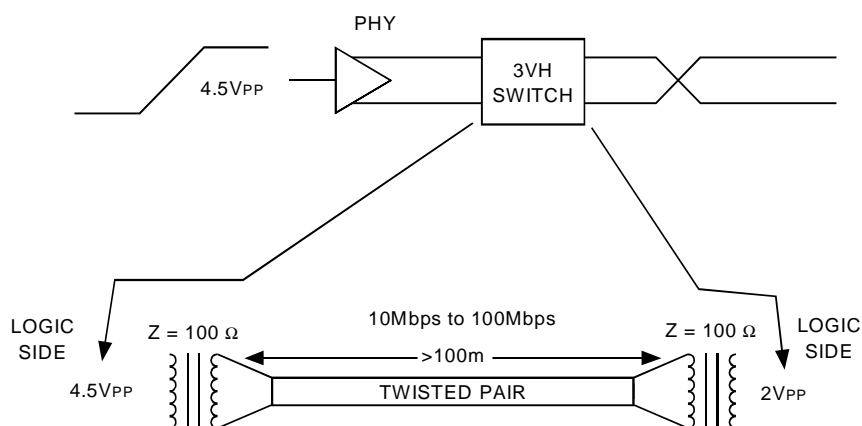 PHY
4.5VPP
3VH
SWITCH
LOGIC
SIDE
Z = 100 Ω
10Mbps to 100Mbps
Z = 100 Ω
LOGIC
SIDE
>100m
4.5VPP
TWISTED PAIR
2VPP